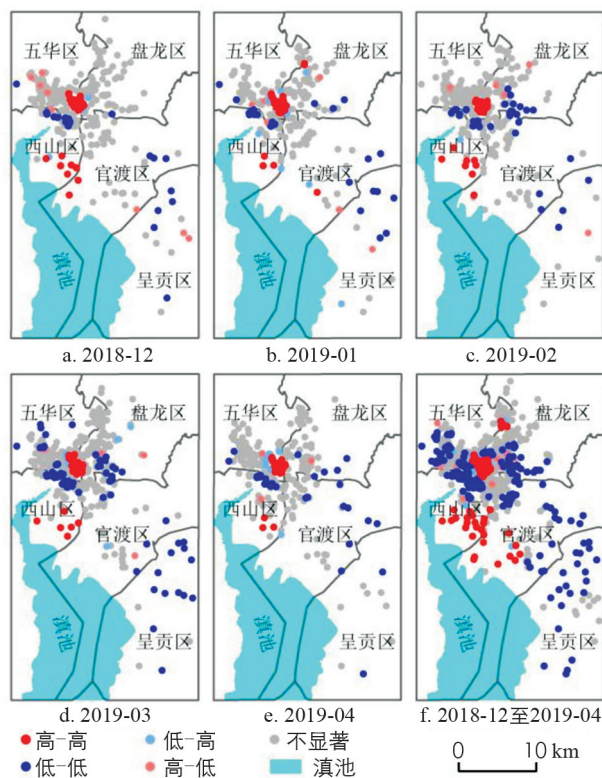 五华区 盘龙区
西山区
官渡区
滇池
呈贡区
a. 2018-12
五华区 盘龙区
西山区
官渡区
滇池
呈贡区
b. 2019-01
五华区 盘龙区
西山区
官渡区
滇池
呈贡区
c. 2019-02
五华区 盘龙区
西山区
官渡区
滇池
呈贡区
d. 2019-03
五华区 盘龙区
西山区
官渡区
滇池
呈贡区
e. 2019-04
五华区 盘龙区
西山区
官渡区
滇池
呈贡区
f. 2018-12至2019-04
高-高 低-高 不显著
低-低 高-低 滇池
0 10 km